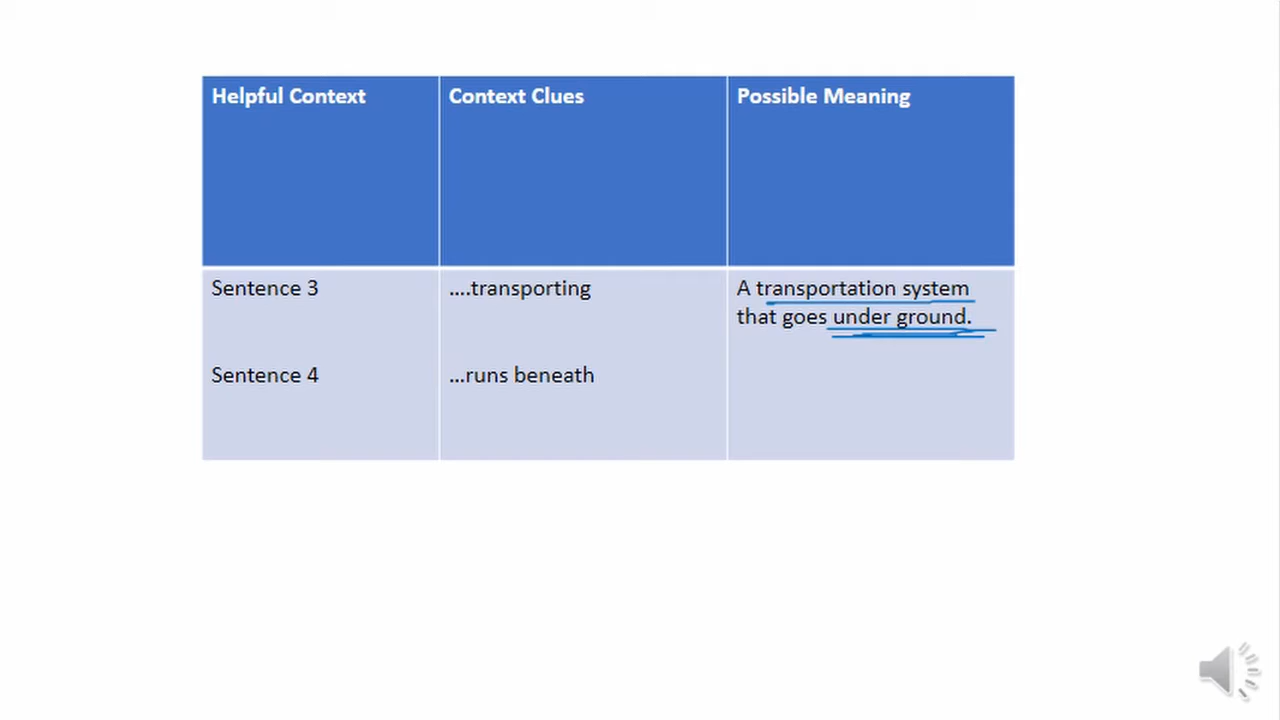 Helpful Context
Context Clues
Possible Meaning
Sentence 3
....transporting
A transportation system
that goes under ground.
Sentence 4
...runs beneath